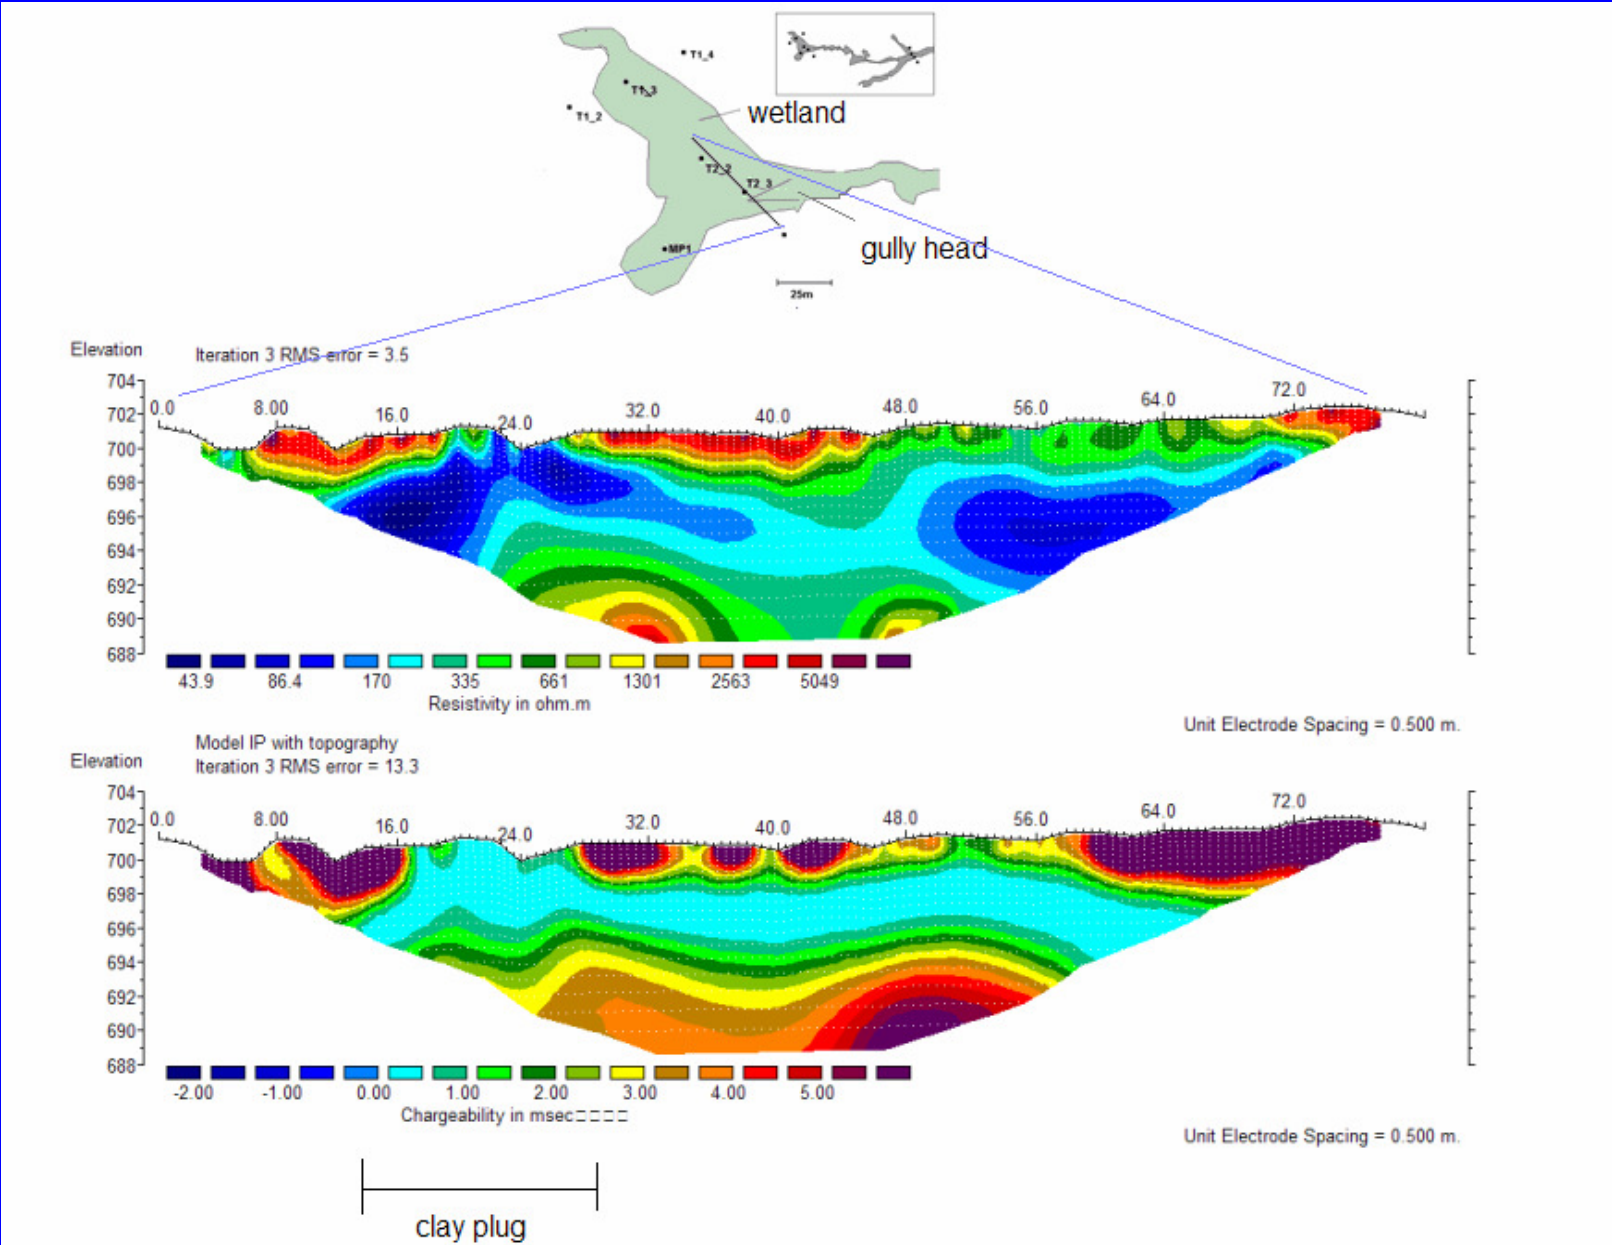 T1_4
T1_3
T1_2
wetland
T2_2
T2_3
gully head
MP1
25m
Elevation
Iteration 3 RMS error = 3.5
704
702
700
698
696
694
692
690
688
0.0 8.00 16.0 24.0 32.0 40.0 48.0 56.0 64.0 72.0
43.9 86.4 170 335 661 1301 2563 5049
Resistivity in ohm.m
Unit Electrode Spacing = 0.500 m.
Model IP with topography
Elevation
Iteration 3 RMS error = 13.3
704
702
700
698
696
694
692
690
688
0.0 8.00 16.0 24.0 32.0 40.0 48.0 56.0 64.0 72.0
-2.00 -1.00 0.00 1.00 2.00 3.00 4.00 5.00
Chargeability in msec
Unit Electrode Spacing = 0.500 m.
clay plug